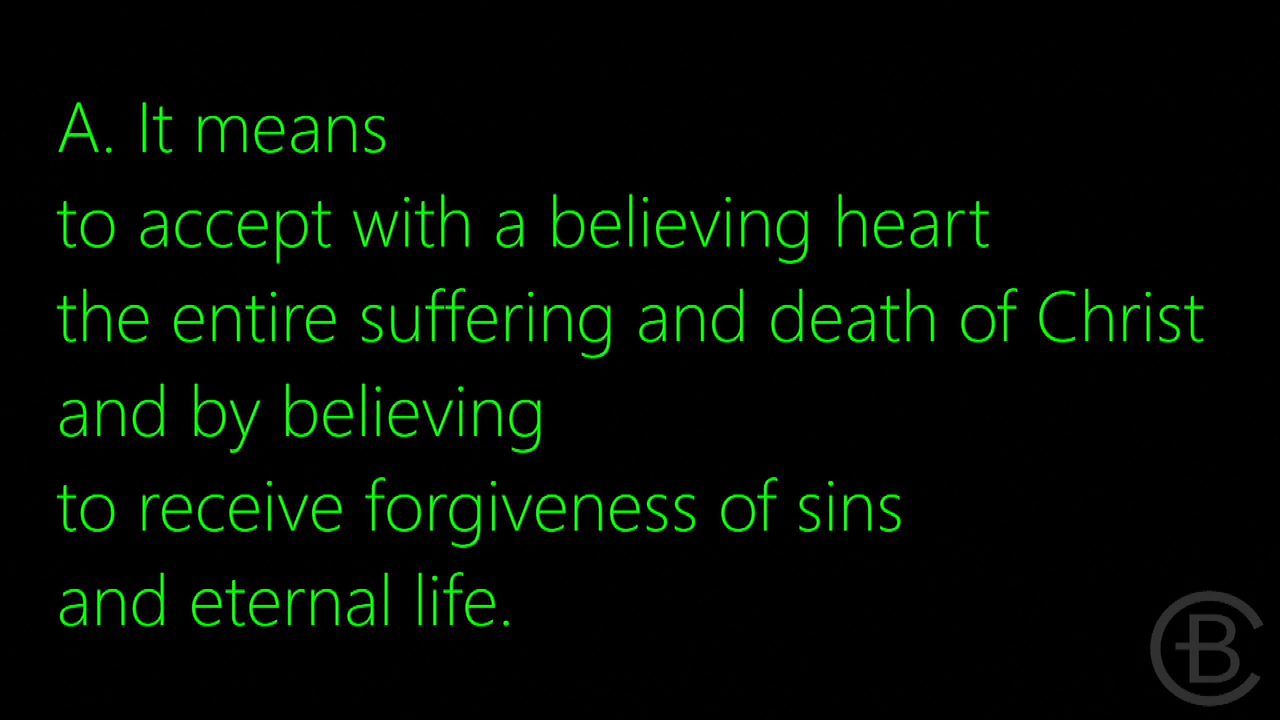 A. It means
to accept with a believing heart
the entire suffering and death of Christ
and by believing
to receive forgiveness of sins
and eternal life.
CB